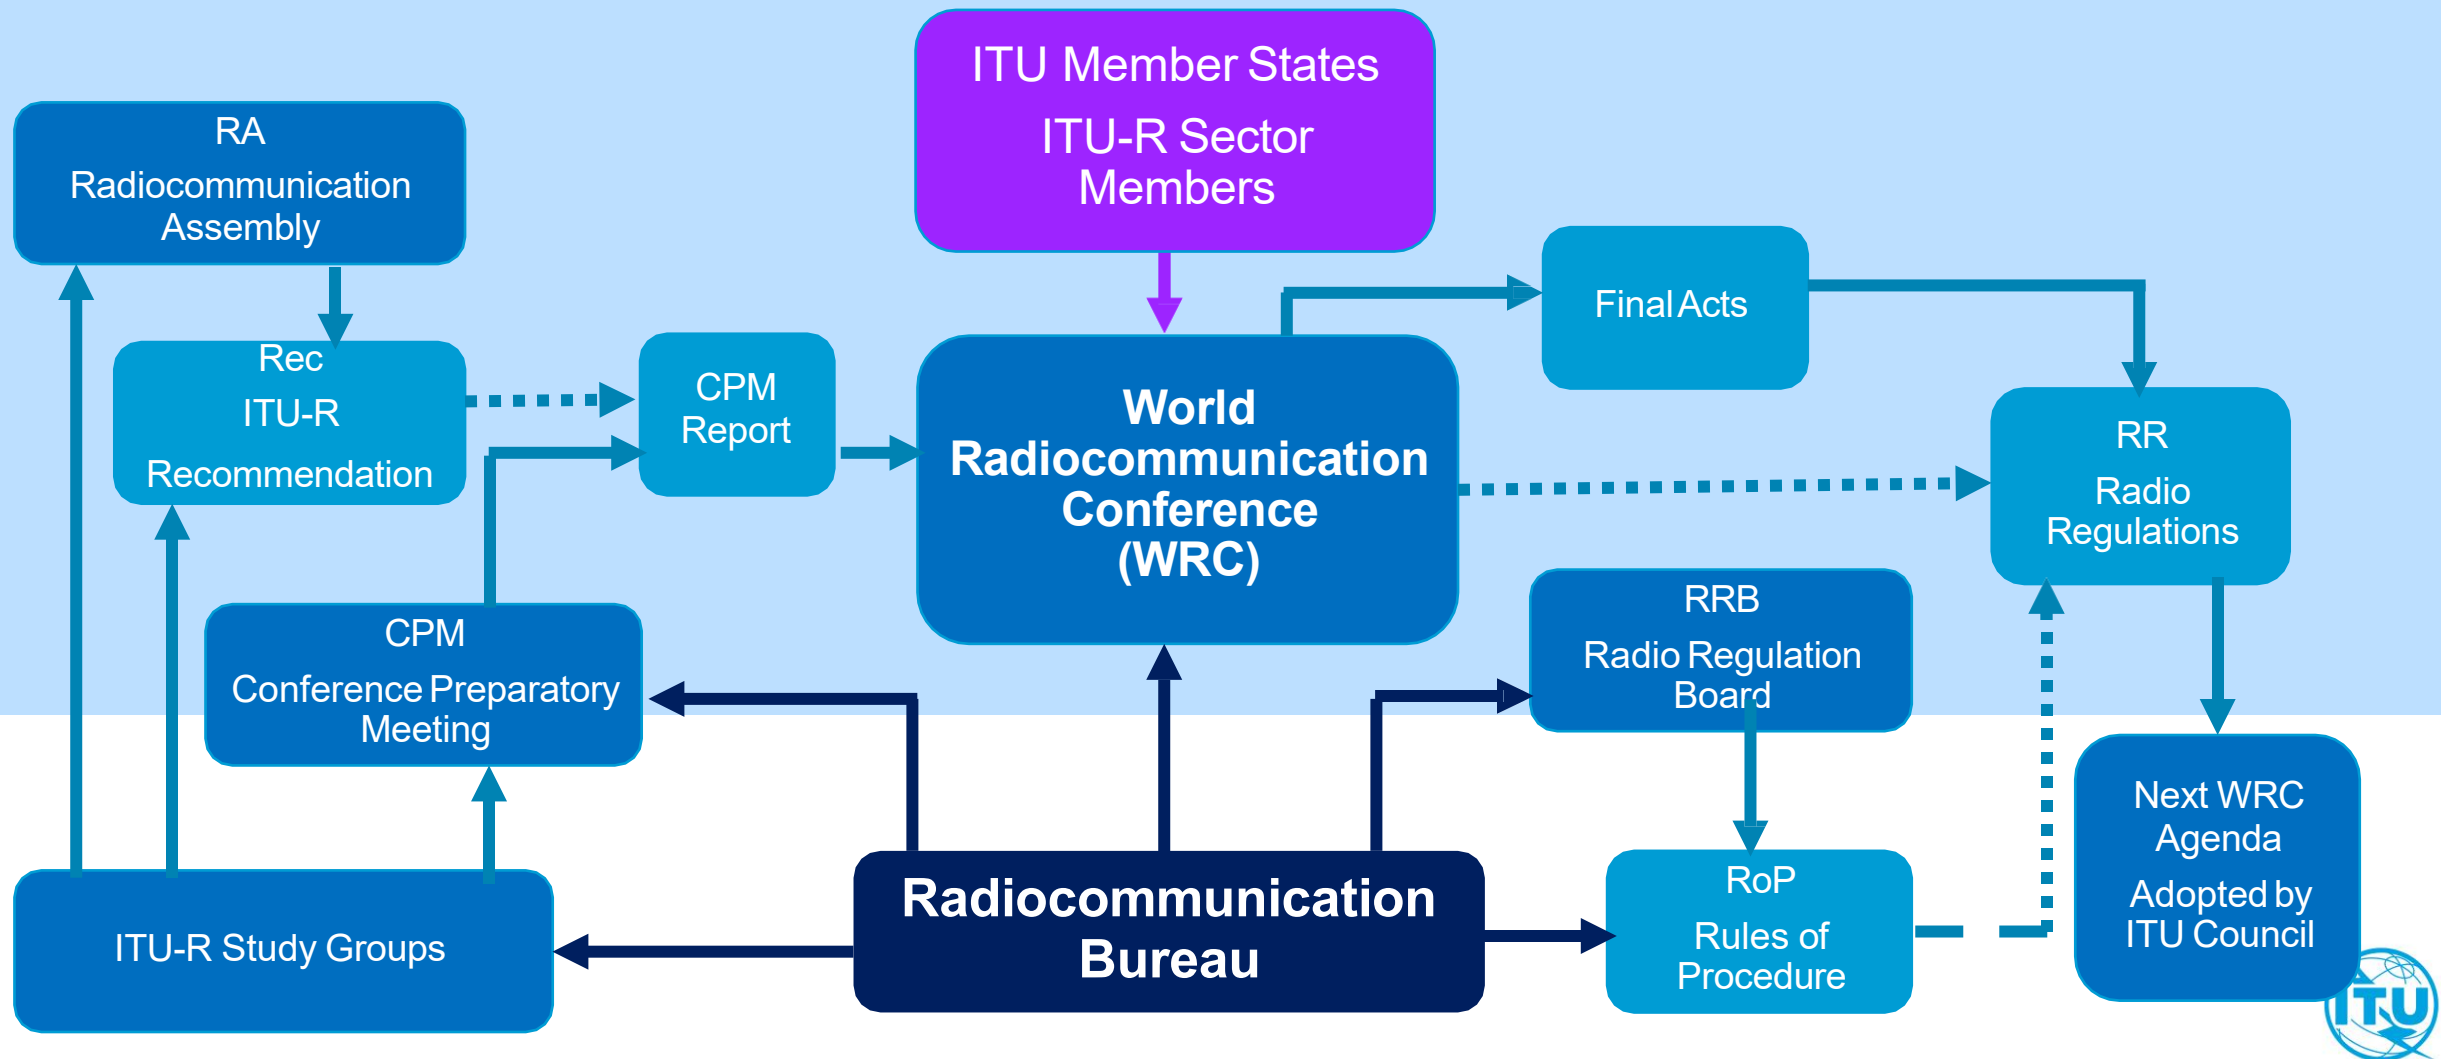 ITU Member States
ITU-R Sector
Members
RA
Radiocommunication
Assembly
Final Acts
Rec
ITU-R
Recommendation
CPM
Report
World
Radiocommunication
Conference
(WRC)
RR
Radio
Regulations
CPM
Conference Preparatory
Meeting
RRB
Radio Regulation
Board
Next WRC
Agenda
Adopted by
ITU Council
ITU-R Study Groups
Radiocommunication
Bureau
RoP
Rules of
Procedure
ITU